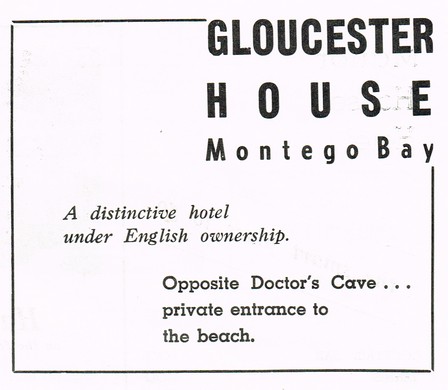 GLOUCESTER
HOUSE
Montego Bay
A distinctive hotel
under English ownership.
Opposite Doctor's Cave...
private entrance to
the beach.